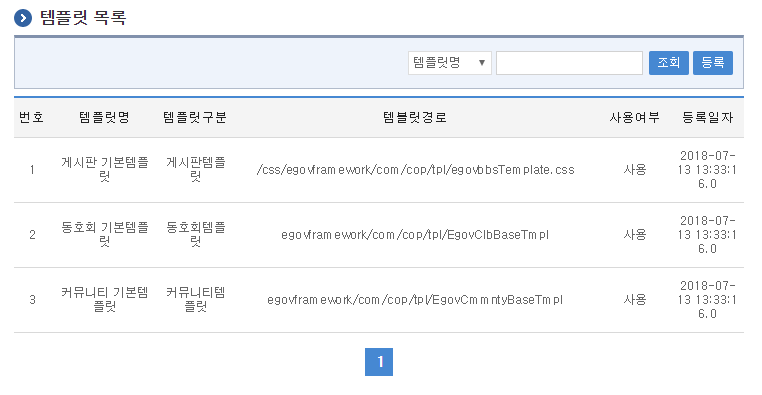 템플릿 목록
템플릿명 ▼ 조회 등록
번호 템플릿명 템플릿구분 템플릿경로 사용여부 등록일자
1 게시판 기본템플릿 게시판템플릿 /css/egovframework/com/cop/tpl/egovbbsTemplate.css 사용 2018-07-13 13:33:16.0
2 동호회 기본템플릿 동호회템플릿 egovframework/com/cop/tpl/EgovClbBaseTmpl 사용 2018-07-13 13:33:16.0
3 커뮤니티 기본템플릿 커뮤니티템플릿 egovframework/com/cop/tpl/EgovCmmntyBaseTmpl 사용 2018-07-13 13:33:16.0
1